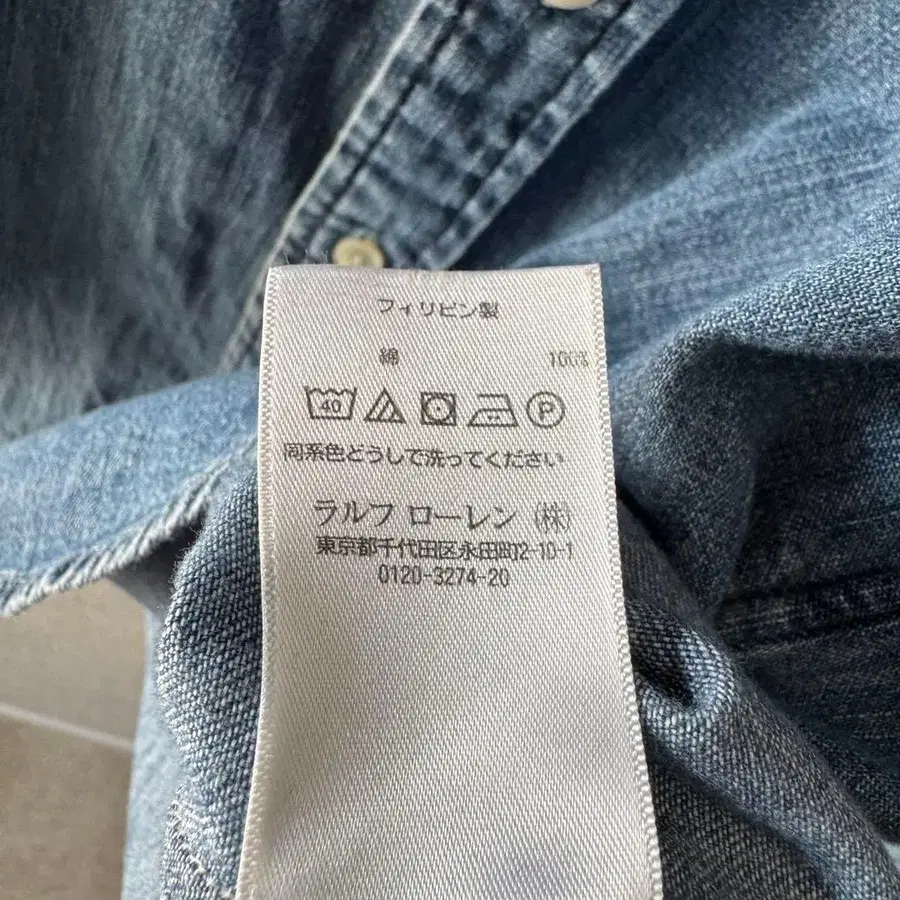 フィリピン製
綿 100%
40 P
同系色どうしで洗ってください
ラルフ ローレン (株)
東京都千代田区永田町2-10-1
0120-3274-20